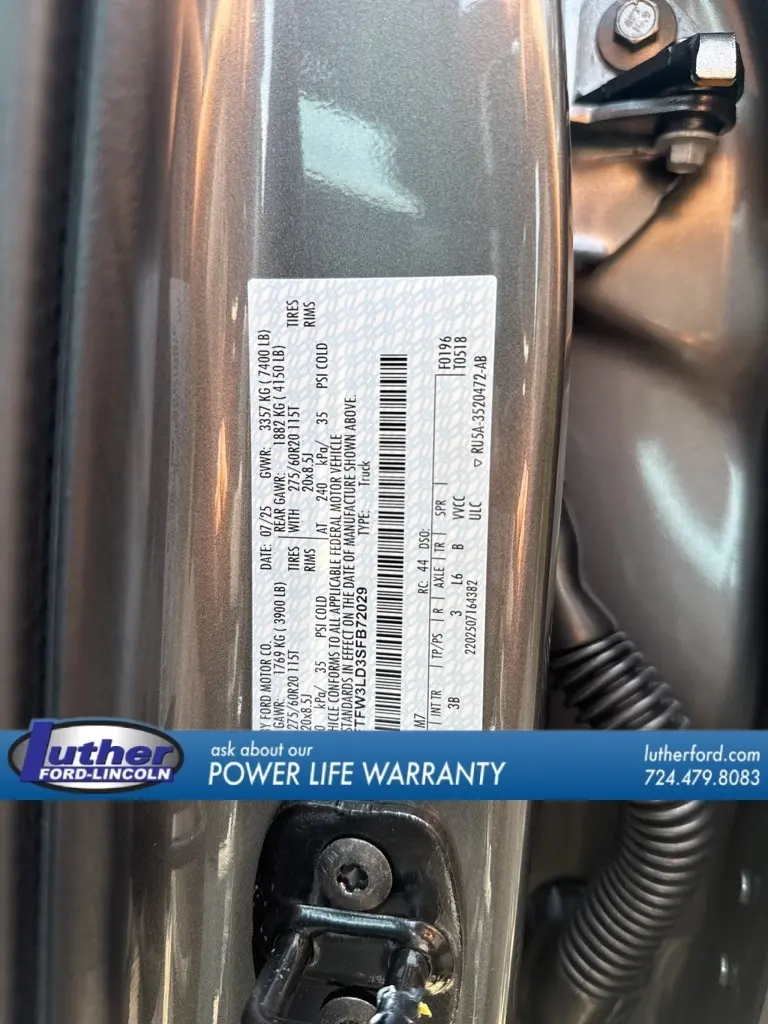 DATE: 07/25 GVWR: 3357 KG ( 7400 LB)
BY FORD MOTOR CO.
GAWR: 1769 KG ( 3900 LB) REAR GAWR: 1882 KG ( 4150 LB)
275/60R20 115T TIRES WITH 275/60R20 115T TIRES
20x8.5J RIMS 20x8.5J RIMS
kPa/ 35 PSI COLD AT 240 kPa/ 35 PSI COLD
CONFORMS TO ALL APPLICABLE FEDERAL MOTOR VEHICLE
STANDARDS IN EFFECT ON THE DATE OF MANUFACTURE SHOWN ABOVE.
TFW3LD3SFB72029 TYPE: Truck
M7 RC: 44 DSO: F0196
T0518
INT TR TP/PS R AXLE TR SPR
3B 3 L6 B VVCC
2202507164382 ULC
▽ RU5A-3520472-AB
Luther
FORD-LINCOLN
ask about our
POWER LIFE WARRANTY
lutherford.com
724.479.8083